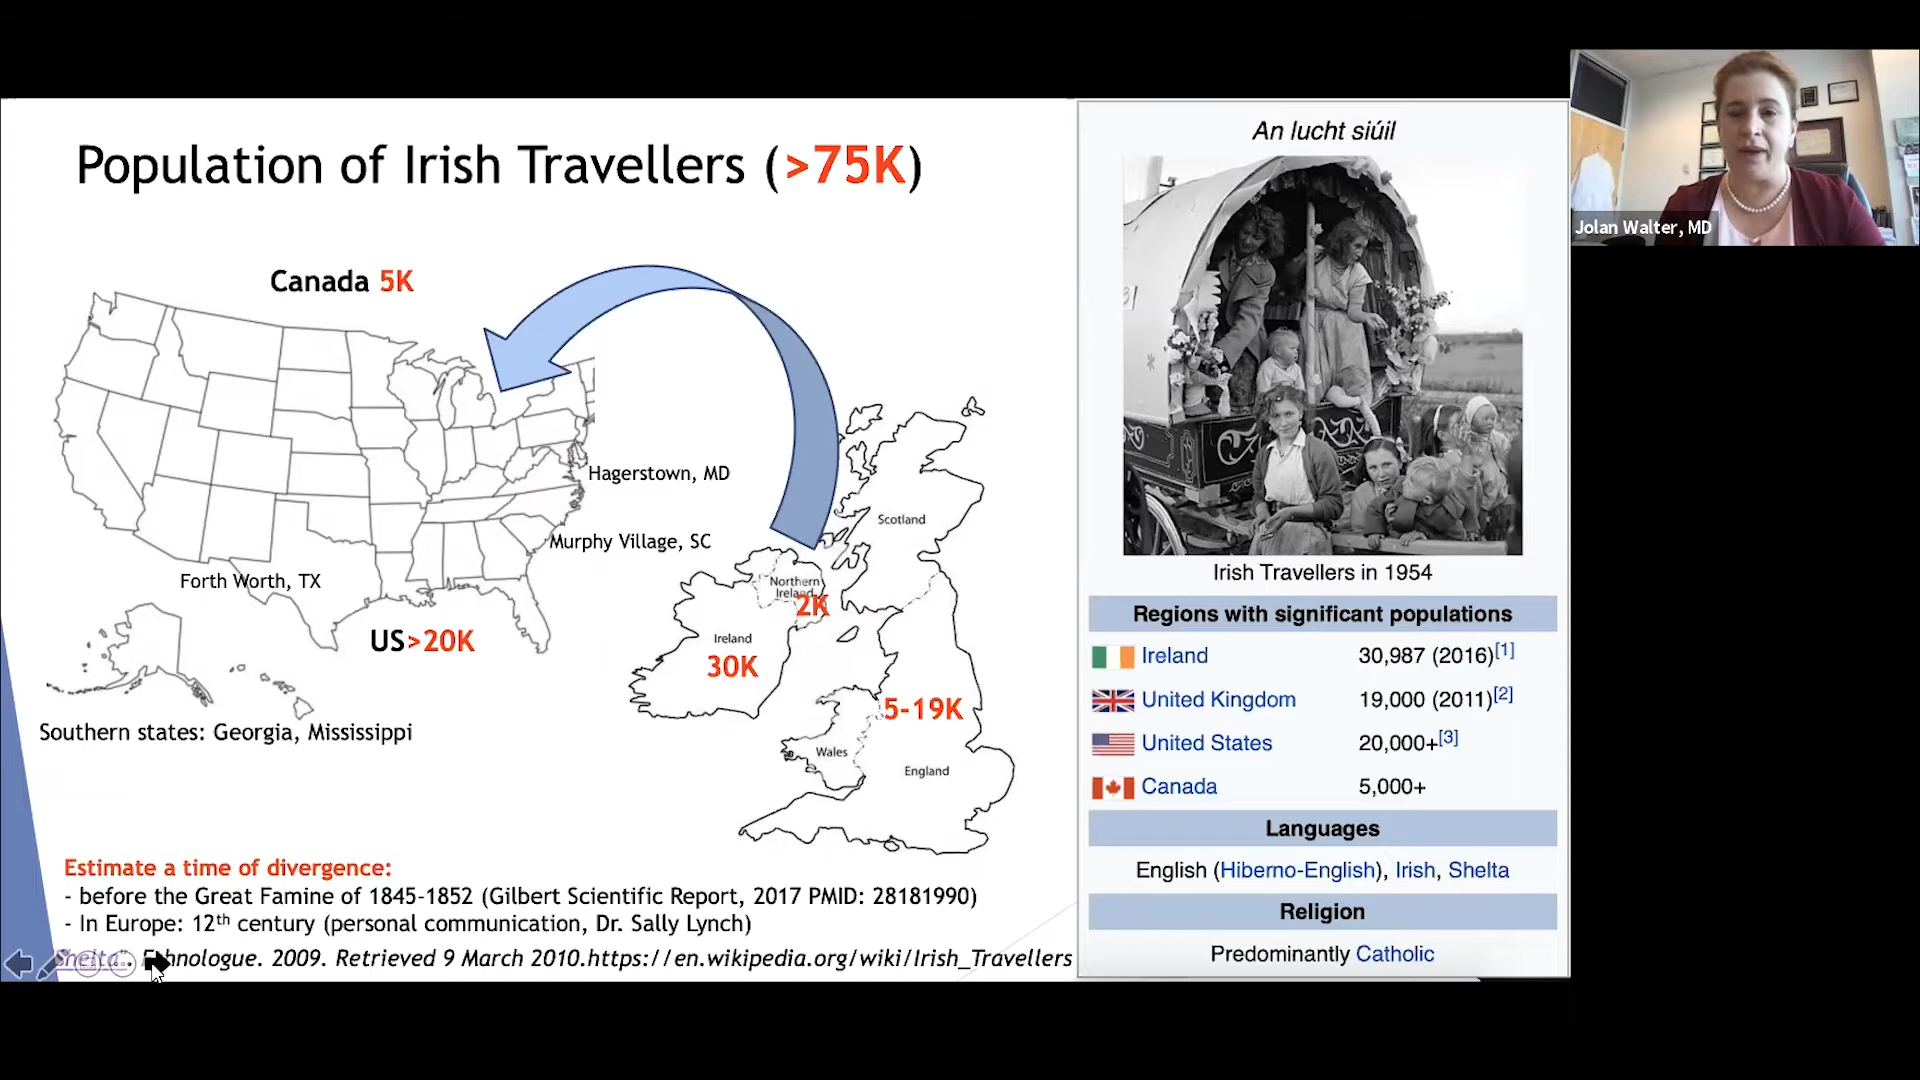 Population of Irish Travellers (>75K)
Canada 5K
Hagerstown, MD
Murphy Village, SC
Forth Worth, TX
US>20K
Southern states: Georgia, Mississippi
Scotland
Northern
Ireland
2K
Ireland
30K
5-19K
Wales
England
Estimate a time of divergence:
- before the Great Famine of 1845-1852 (Gilbert Scientific Report, 2017 PMID: 28181990)
- In Europe: 12th century (personal communication, Dr. Sally Lynch)
Shelta". Ethnologue. 2009. Retrieved 9 March 2010.https://en.wikipedia.org/wiki/Irish_Travellers
An lucht siúil
Irish Travellers in 1954
Regions with significant populations
Ireland 30,987 (2016)[1]
United Kingdom 19,000 (2011)[2]
United States 20,000+[3]
Canada 5,000+
Languages
English (Hiberno-English), Irish, Shelta
Religion
Predominantly Catholic
Jolan Walter, MD